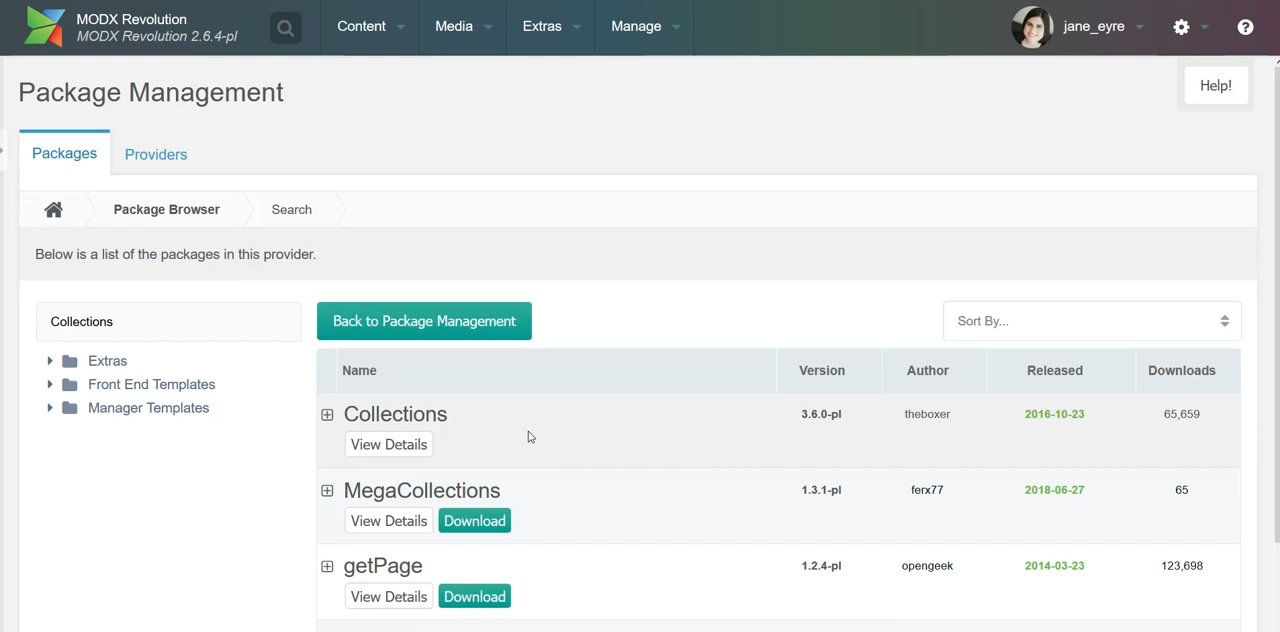 MODX Revolution
MODX Revolution 2.6.4-pl
Content
Media
Extras
Manage
jane_eyre
Package Management
Help!
Packages
Providers
Package Browser
Search
Below is a list of the packages in this provider.
Collections
Back to Package Management
Sort By...
Extras
Front End Templates
Manager Templates
Name Version Author Released Downloads
Collections 3.6.0-pl theboxer 2016-10-23 65,659
View Details
MegaCollections 1.3.1-pl ferx77 2018-06-27 65
View Details Download
getPage 1.2.4-pl opengeek 2014-03-23 123,698
View Details Download